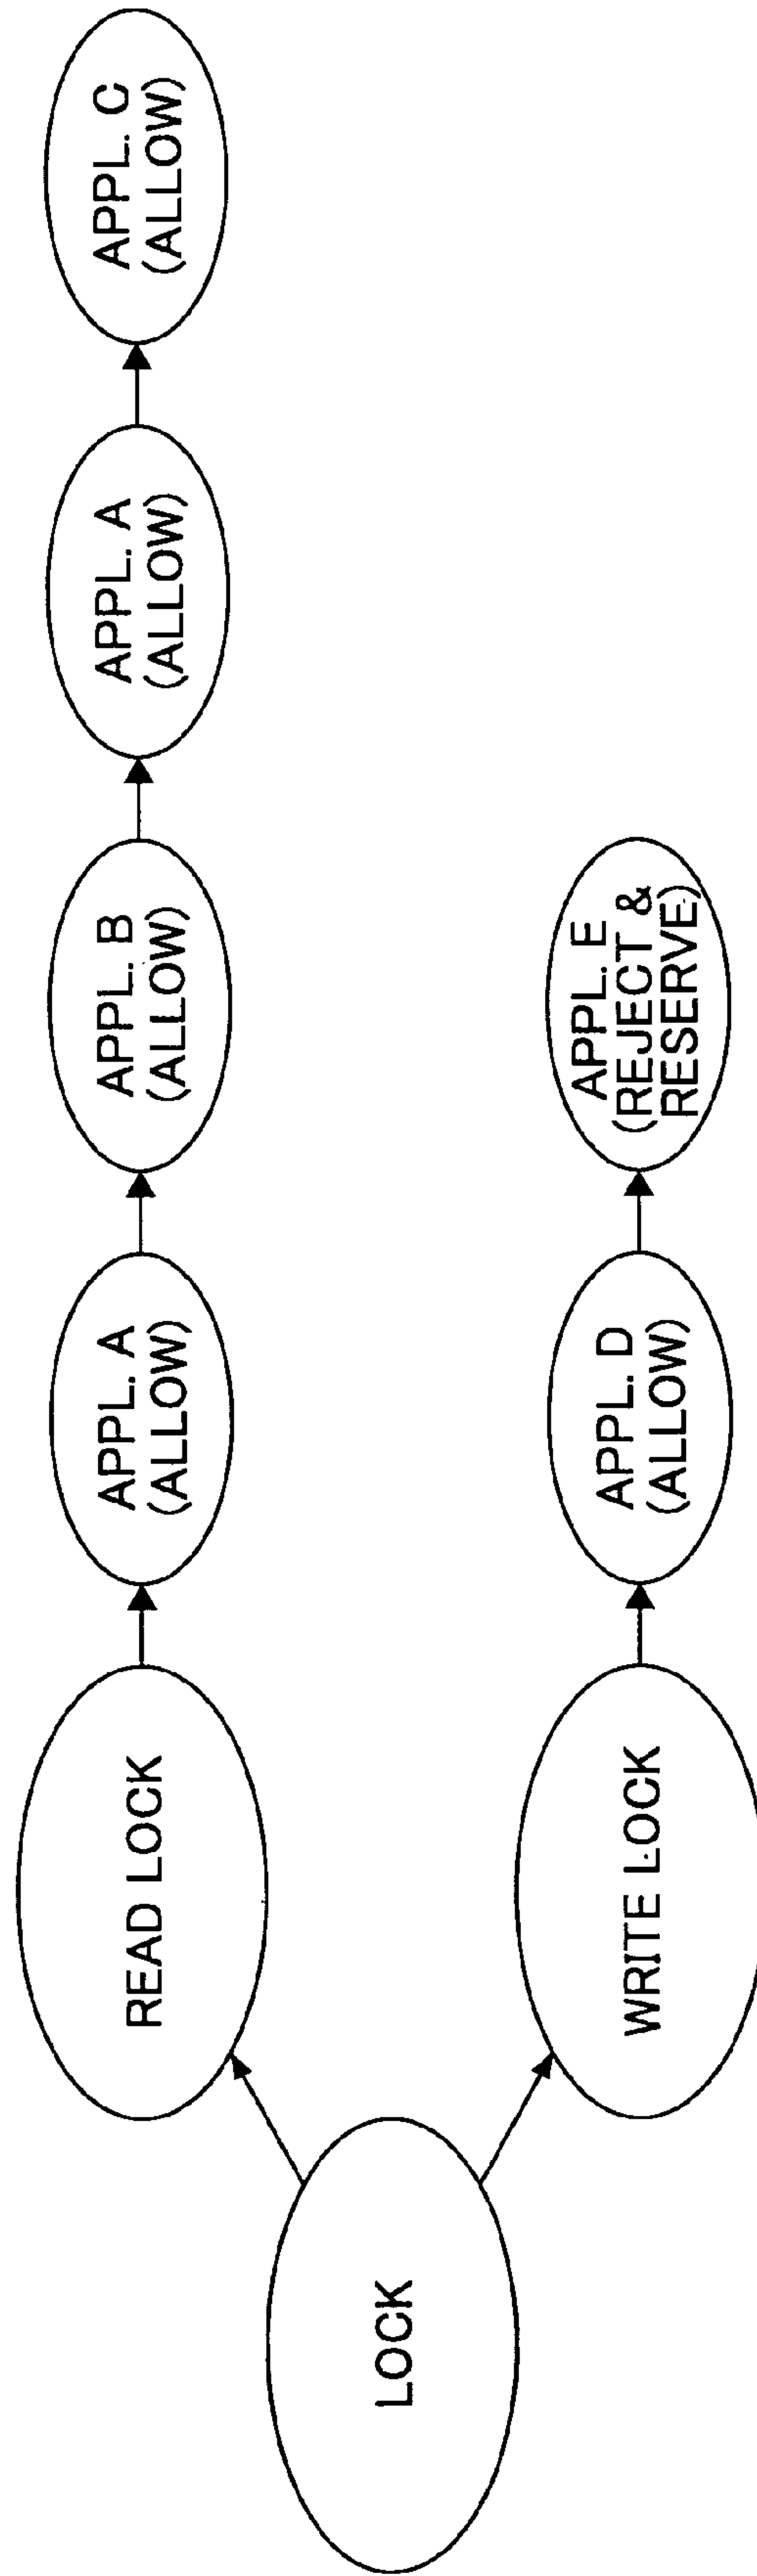 LOCK
READ LOCK
APPL. A
(ALLOW)
APPL. B
(ALLOW)
APPL. A
(ALLOW)
APPL. C
(ALLOW)
WRITE LOCK
APPL. D
(ALLOW)
APPL. E
(REJECT &
RESERVE)